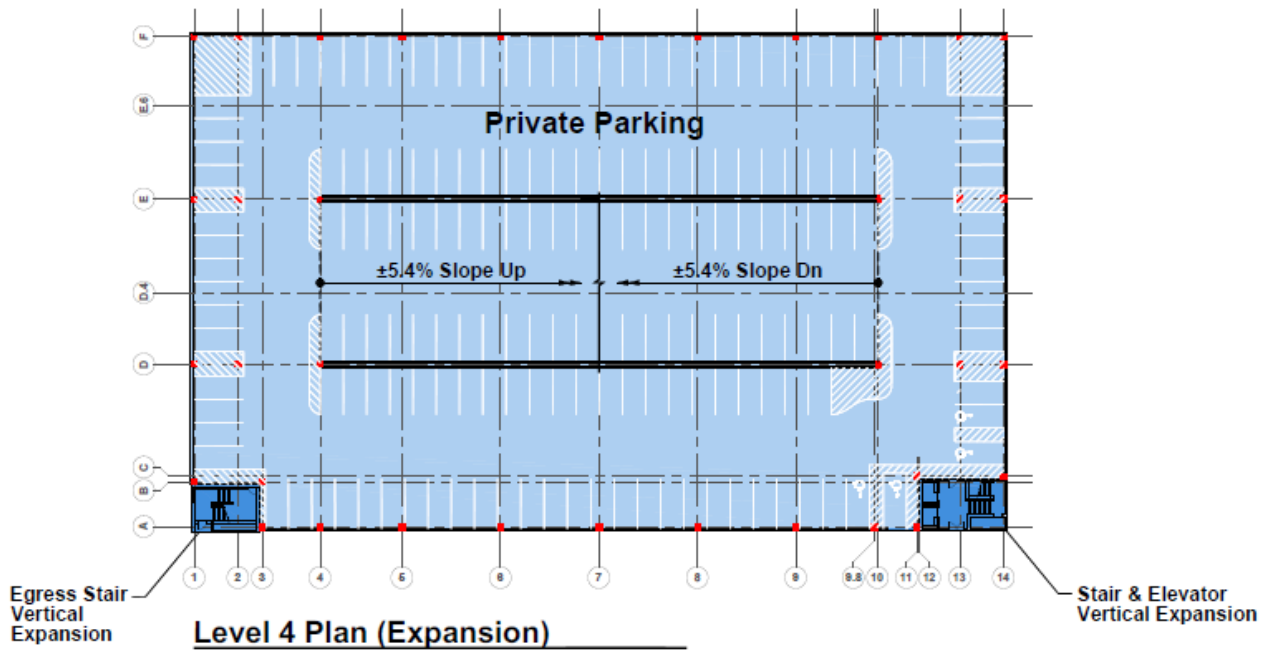 F
E.6
Private Parking
E
±5.4% Slope Up
±5.4% Slope Dn
D.4
D
C
B
A
1
2
3
4
5
6
7
8
9
9.8
10
11
12
13
14
Egress Stair
Vertical
Expansion
Stair & Elevator
Vertical Expansion
Level 4 Plan (Expansion)